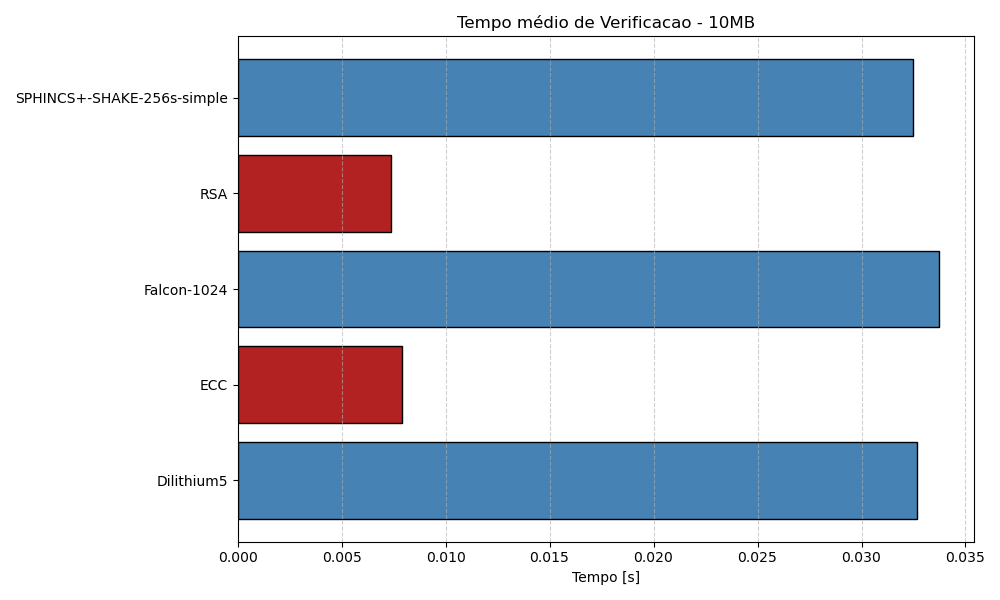 Tempo médio de Verificacao - 10MB
SPHINCS+-SHAKE-256s-simple
RSA
Falcon-1024
ECC
Dilithium5
0.000 0.005 0.010 0.015 0.020 0.025 0.030 0.035
Tempo [s]